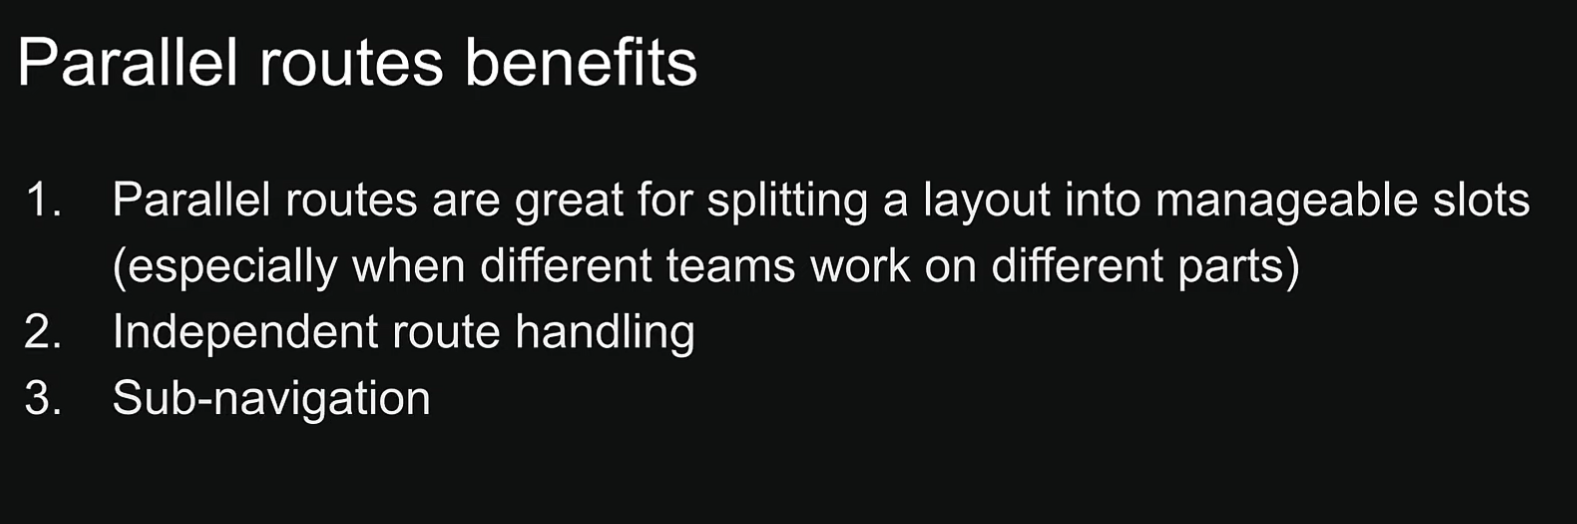 Parallel routes benefits
1. Parallel routes are great for splitting a layout into manageable slots
(especially when different teams work on different parts)
2. Independent route handling
3. Sub-navigation